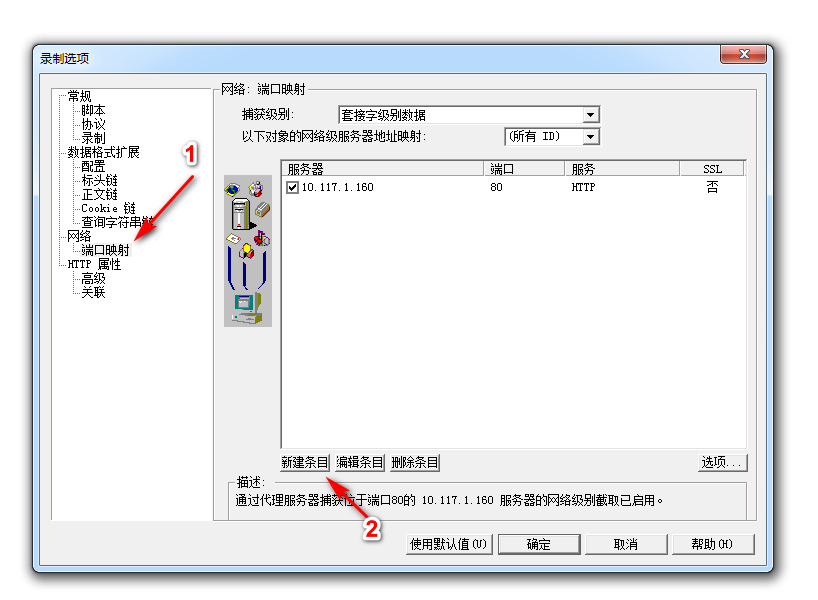 录制选项
常规
脚本
协议
录制
数据格式扩展
配置
标头链
正文链
Cookie 链
查询字符串链
网络
端口映射
HTTP 属性
高级
关联
1
网络: 端口映射
捕获级别: 套接字级别数据
以下对象的网络级服务器地址映射: (所有 ID)
服务器 端口 服务 SSL
10.117.1.160 80 HTTP 否
新建条目 编辑条目 删除条目 选项...
描述:
通过代理服务器捕获位于端口80的 10.117.1.160 服务器的网络级别截取已启用。
2
使用默认值(U) 确定 取消 帮助(H)